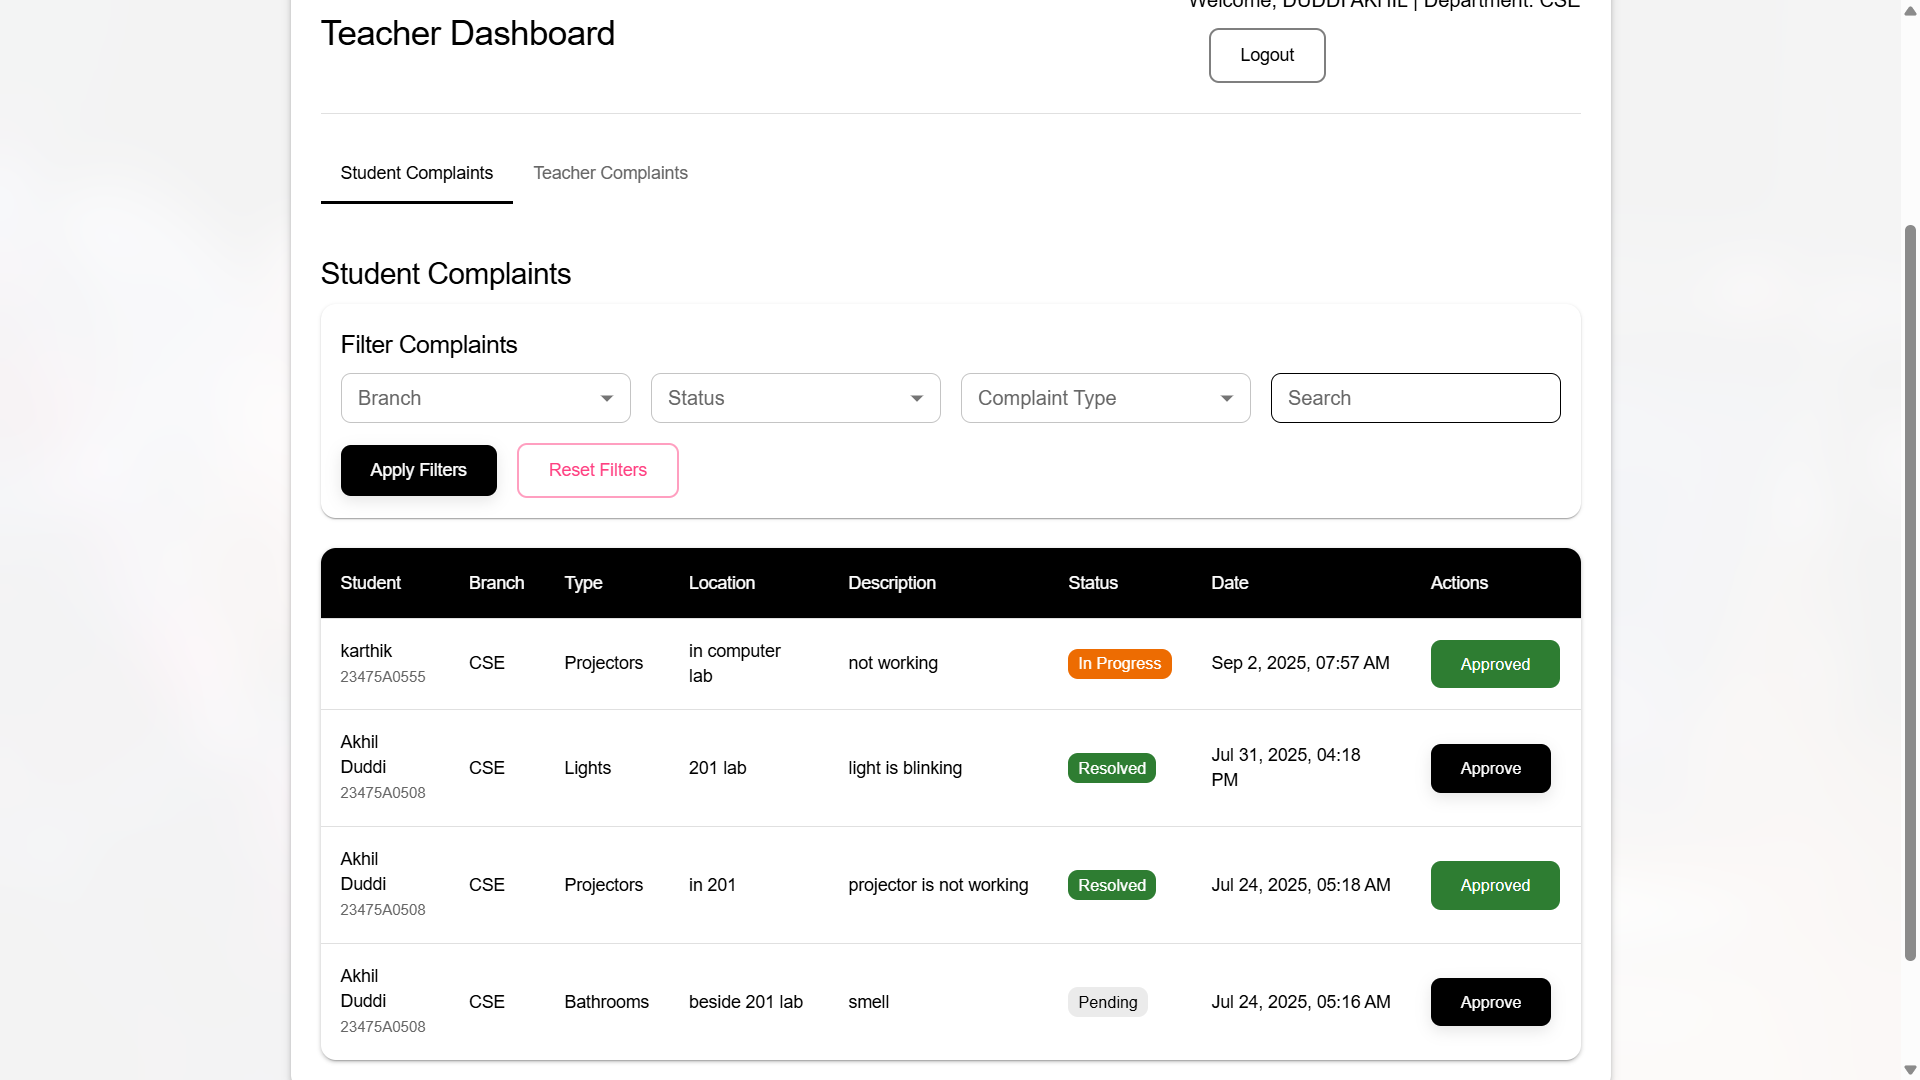 Welcome, DUDDI AKHIL | Department: CSE
Teacher Dashboard
Logout
Student Complaints
Teacher Complaints
Student Complaints
Filter Complaints
Branch
Status
Complaint Type
Search
Apply Filters
Reset Filters
Student Branch Type Location Description Status Date Actions
karthik
23475A0555
CSE
Projectors
in computer
lab
not working
In Progress
Sep 2, 2025, 07:57 AM
Approved
Akhil
Duddi
23475A0508
CSE
Lights
201 lab
light is blinking
Resolved
Jul 31, 2025, 04:18
PM
Approve
Akhil
Duddi
23475A0508
CSE
Projectors
in 201
projector is not working
Resolved
Jul 24, 2025, 05:18 AM
Approved
Akhil
Duddi
23475A0508
CSE
Bathrooms
beside 201 lab
smell
Pending
Jul 24, 2025, 05:16 AM
Approve